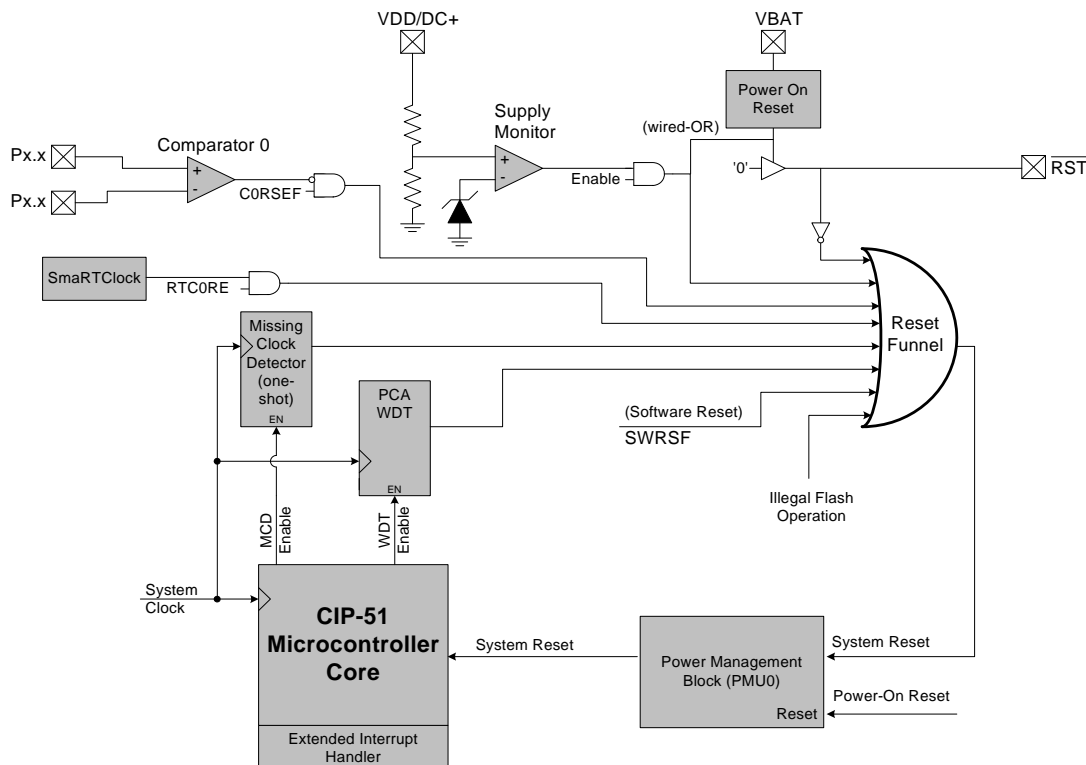 VDD/DC+
VBAT
Power On
Reset
Supply
Monitor
(wired-OR)
Comparator 0
Px.x
+
-
Px.x
C0RSEF
+
-
Enable
'0'
RST
SmaRTClock
RTC0RE
Missing
Clock
Detector
(one-
shot)
EN
PCA
WDT
EN
Reset
Funnel
(Software Reset)
SWRSF
Illegal Flash
Operation
MCD
Enable
WDT
Enable
System
Clock
CIP-51
Microcontroller
Core
Extended Interrupt
Handler
System Reset
Power Management
Block (PMU0)
Reset
System Reset
Power-On Reset